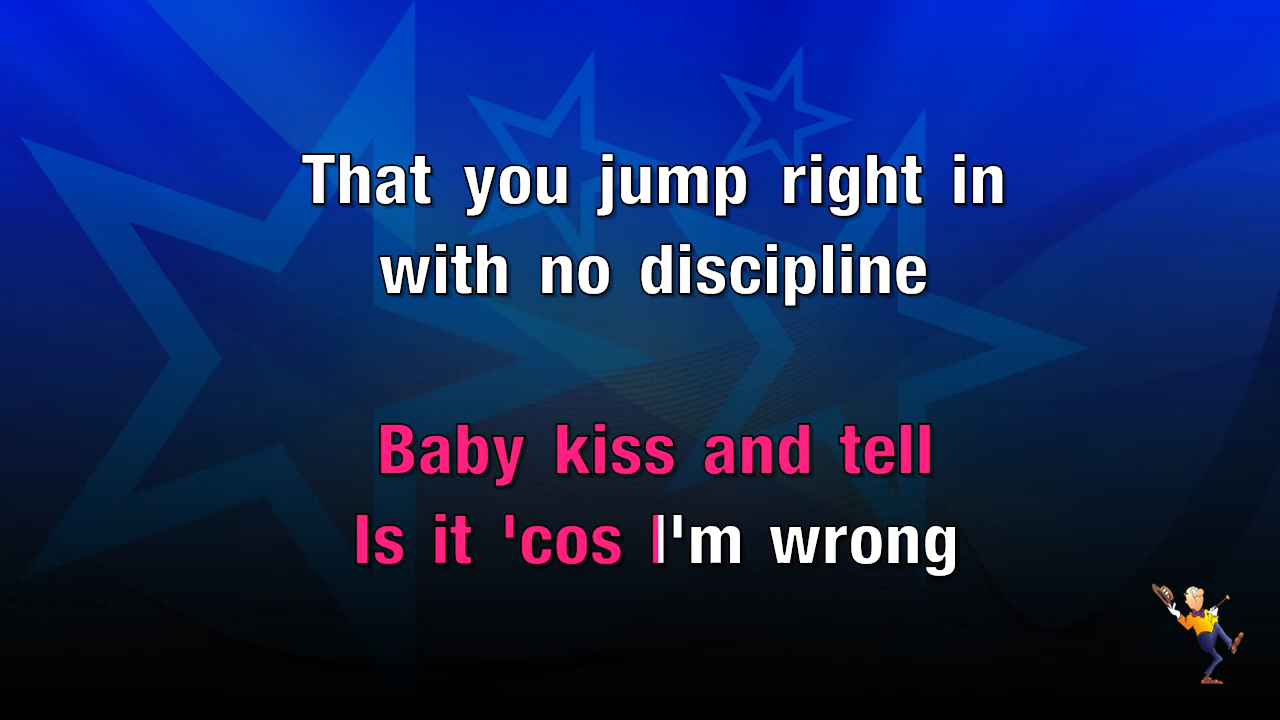 That you jump right in
with no discipline
Baby kiss and tell
Is it 'cos I'm wrong